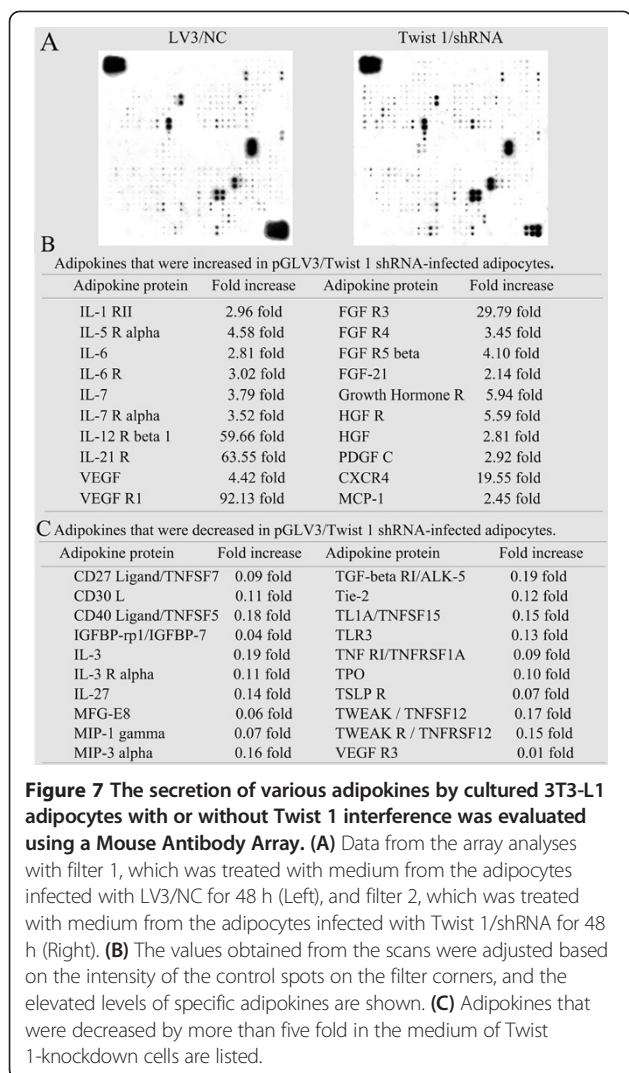 A LV3/NC Twist 1/shRNA
B
Adipokines that were increased in pGLV3/Twist 1 shRNA-infected adipocytes.
Adipokine protein Fold increase Adipokine protein Fold increase
IL-1 RII 2.96 fold FGF R3 29.79 fold
IL-5 R alpha 4.58 fold FGF R4 3.45 fold
IL-6 2.81 fold FGF R5 beta 4.10 fold
IL-6 R 3.02 fold FGF-21 2.14 fold
IL-7 3.79 fold Growth Hormone R 5.94 fold
IL-7 R alpha 3.52 fold HGF R 5.59 fold
IL-12 R beta 1 59.66 fold HGF 2.81 fold
IL-21 R 63.55 fold PDGF C 2.92 fold
VEGF 4.42 fold CXCR4 19.55 fold
VEGF R1 92.13 fold MCP-1 2.45 fold
C Adipokines that were decreased in pGLV3/Twist 1 shRNA-infected adipocytes.
Adipokine protein Fold increase Adipokine protein Fold increase
CD27 Ligand/TNFSF7 0.09 fold TGF-beta RI/ALK-5 0.19 fold
CD30 L 0.11 fold Tie-2 0.12 fold
CD40 Ligand/TNFSF5 0.18 fold TL1A/TNFSF15 0.15 fold
IGFBP-rp1/IGFBP-7 0.04 fold TLR3 0.13 fold
IL-3 0.19 fold TNF RI/TNFRSF1A 0.09 fold
IL-3 R alpha 0.11 fold TPO 0.10 fold
IL-27 0.14 fold TSLP R 0.07 fold
MFG-E8 0.06 fold TWEAK / TNFSF12 0.17 fold
MIP-1 gamma 0.07 fold TWEAK R / TNFRSF12 0.15 fold
MIP-3 alpha 0.16 fold VEGF R3 0.01 fold
Figure 7 The secretion of various adipokines by cultured 3T3-L1
adipocytes with or without Twist 1 interference was evaluated
using a Mouse Antibody Array. (A) Data from the array analyses
with filter 1, which was treated with medium from the adipocytes
infected with LV3/NC for 48 h (Left), and filter 2, which was treated
with medium from the adipocytes infected with Twist 1/shRNA for 48
h (Right). (B) The values obtained from the scans were adjusted based
on the intensity of the control spots on the filter corners, and the
elevated levels of specific adipokines are shown. (C) Adipokines that
were decreased by more than five fold in the medium of Twist
1-knockdown cells are listed.